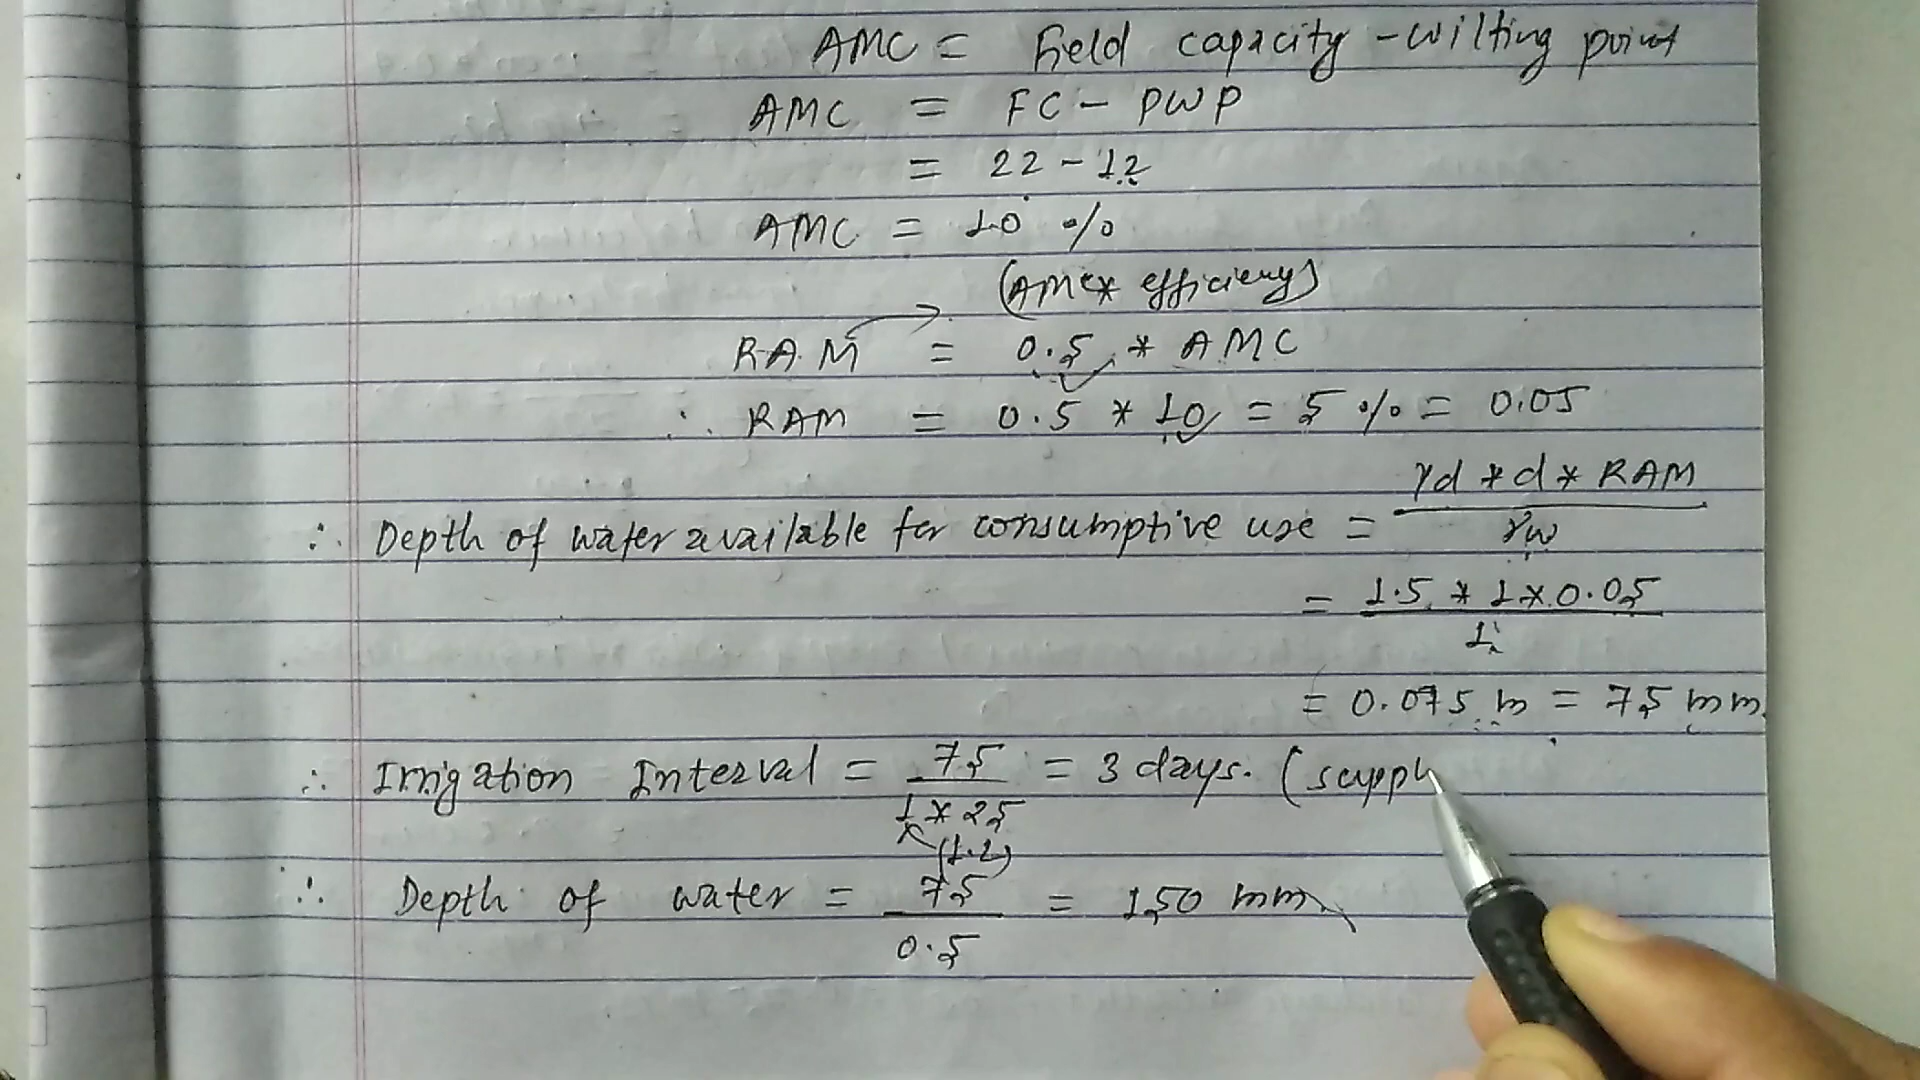 AMC = Field capacity - wilting point
AMC = FC - PWP
= 22 - 12
AMC = 10 %
(AMC * efficiency)
RAM = 0.5 * AMC
∴ RAM = 0.5 * 10 = 5 % = 0.05
γd * d * RAM
∴ Depth of water available for consumptive use =
γw
= 1.5 * 1 * 0.05
1
= 0.075 m = 75 mm
∴ Irrigation Interval = 75 = 3 days. (supply
1 * 25
(1.2)
∴ Depth of water = 75 = 150 mm
0.5